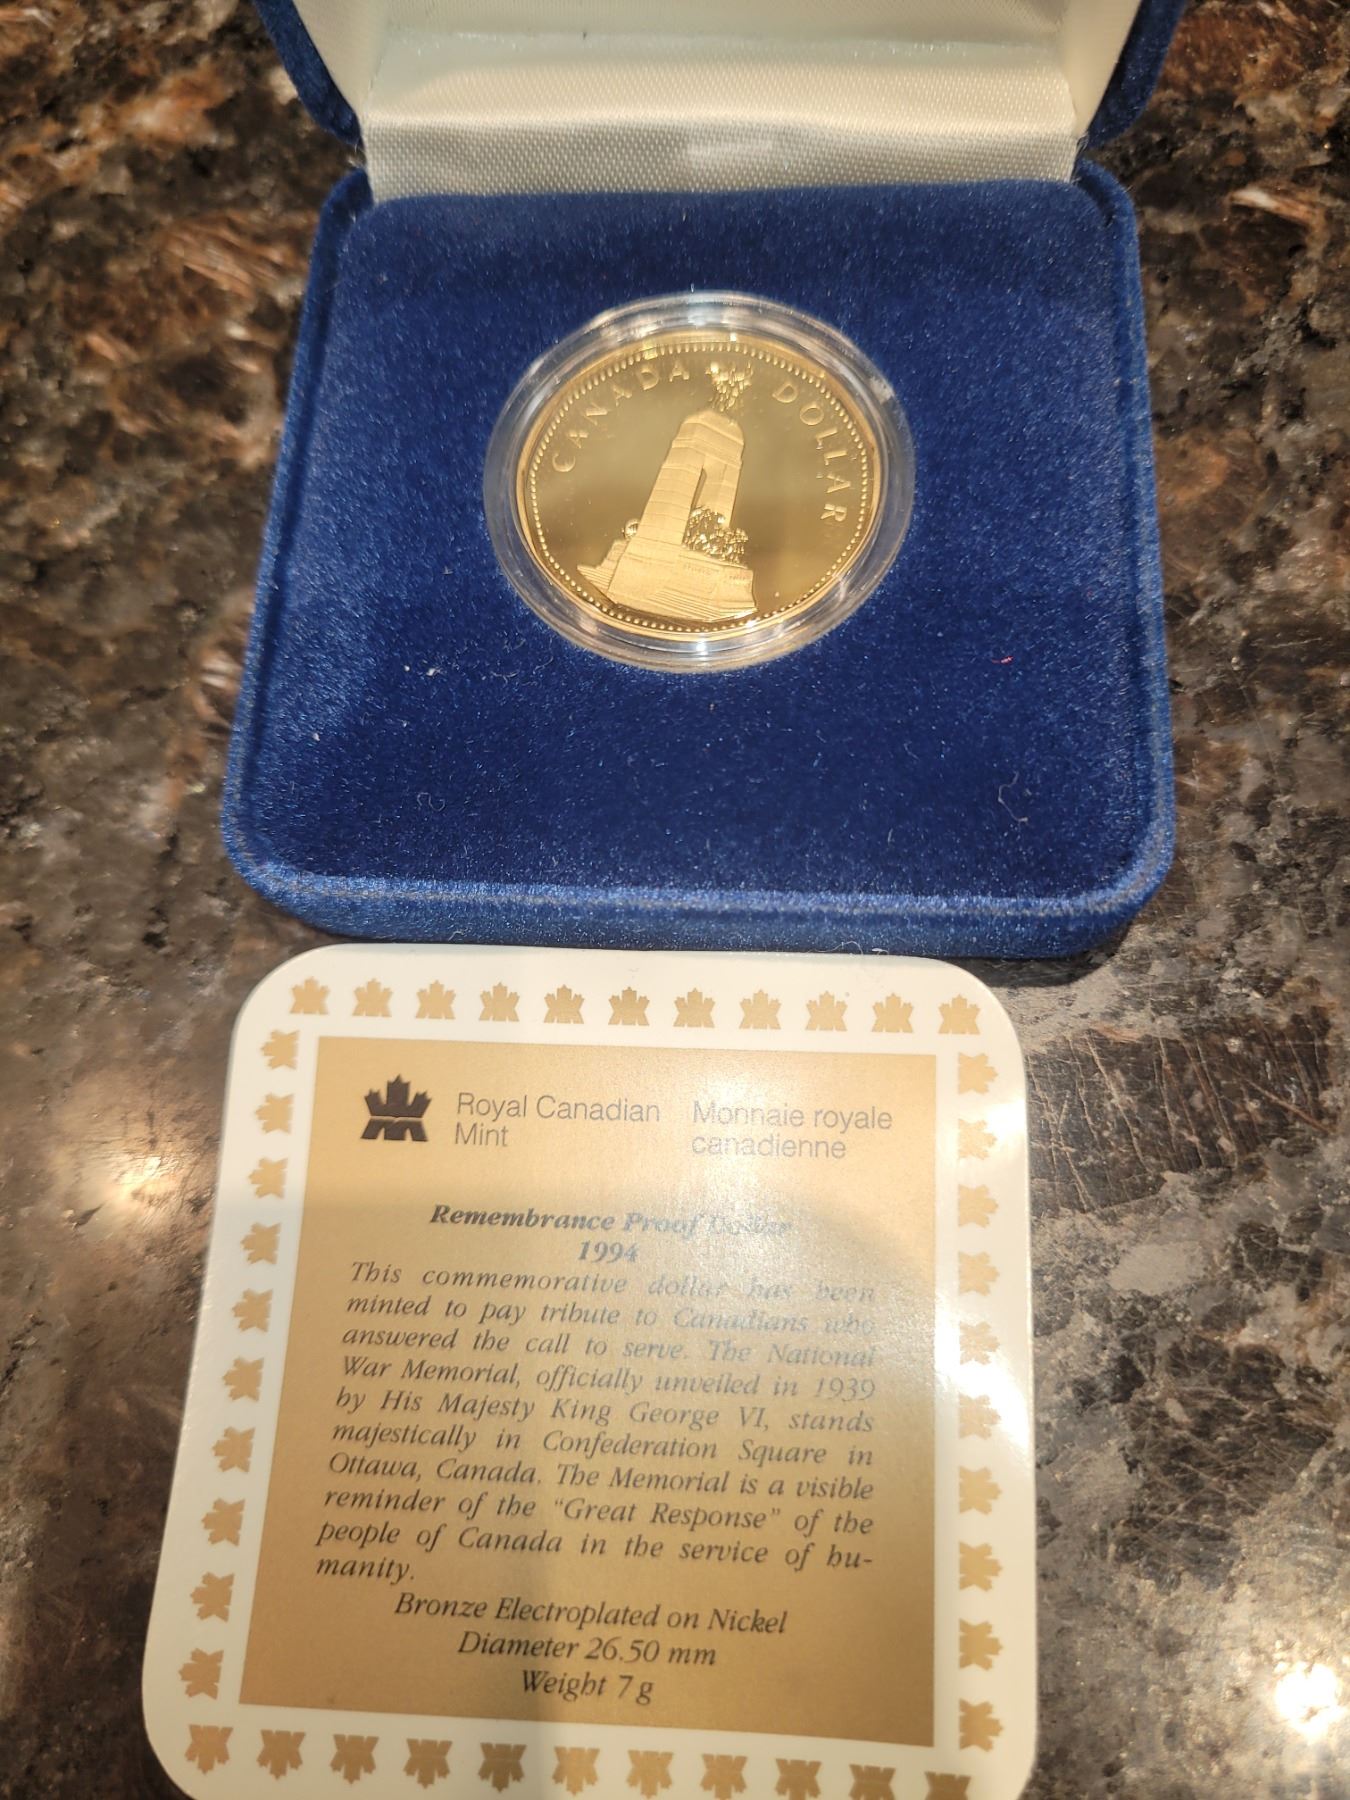 CANADA DOLLAR
Royal Canadian Mint
Monnaie royale canadienne
Remembrance Proof Dollar
1994
This commemorative dollar has been
minted to pay tribute to Canadians who
answered the call to serve. The National
War Memorial, officially unveiled in 1939
by His Majesty King George VI, stands
majestically in Confederation Square in
Ottawa, Canada. The Memorial is a visible
reminder of the "Great Response" of the
people of Canada in the service of hu-
manity.
Bronze Electroplated on Nickel
Diameter 26.50 mm
Weight 7 g